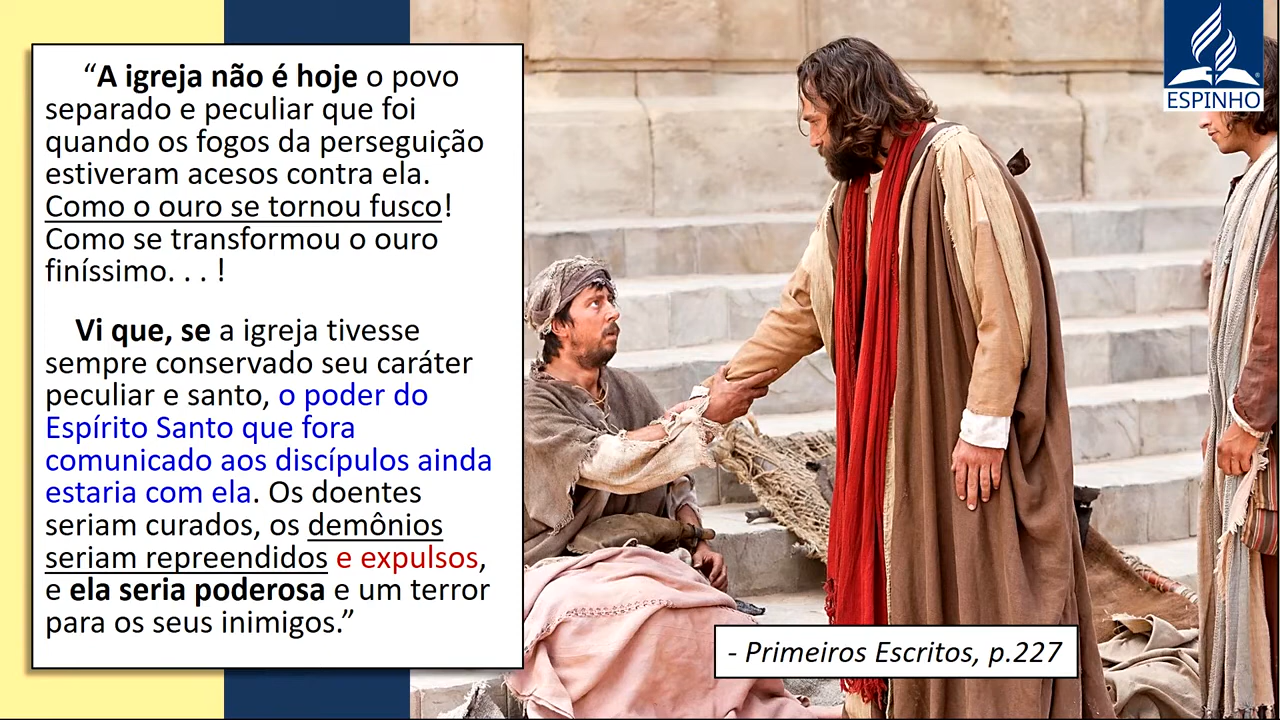 “A igreja não é hoje o povo
separado e peculiar que foi
quando os fogos da perseguição
estiveram acesos contra ela.
Como o ouro se tornou fusco!
Como se transformou o ouro
finíssimo. . . !
Vi que, se a igreja tivesse
sempre conservado seu caráter
peculiar e santo, o poder do
Espírito Santo que fora
comunicado aos discípulos ainda
estaria com ela. Os doentes
seriam curados, os demônios
seriam repreendidos e expulsos,
e ela seria poderosa e um terror
para os seus inimigos.”
- Primeiros Escritos, p.227
ESPINHO